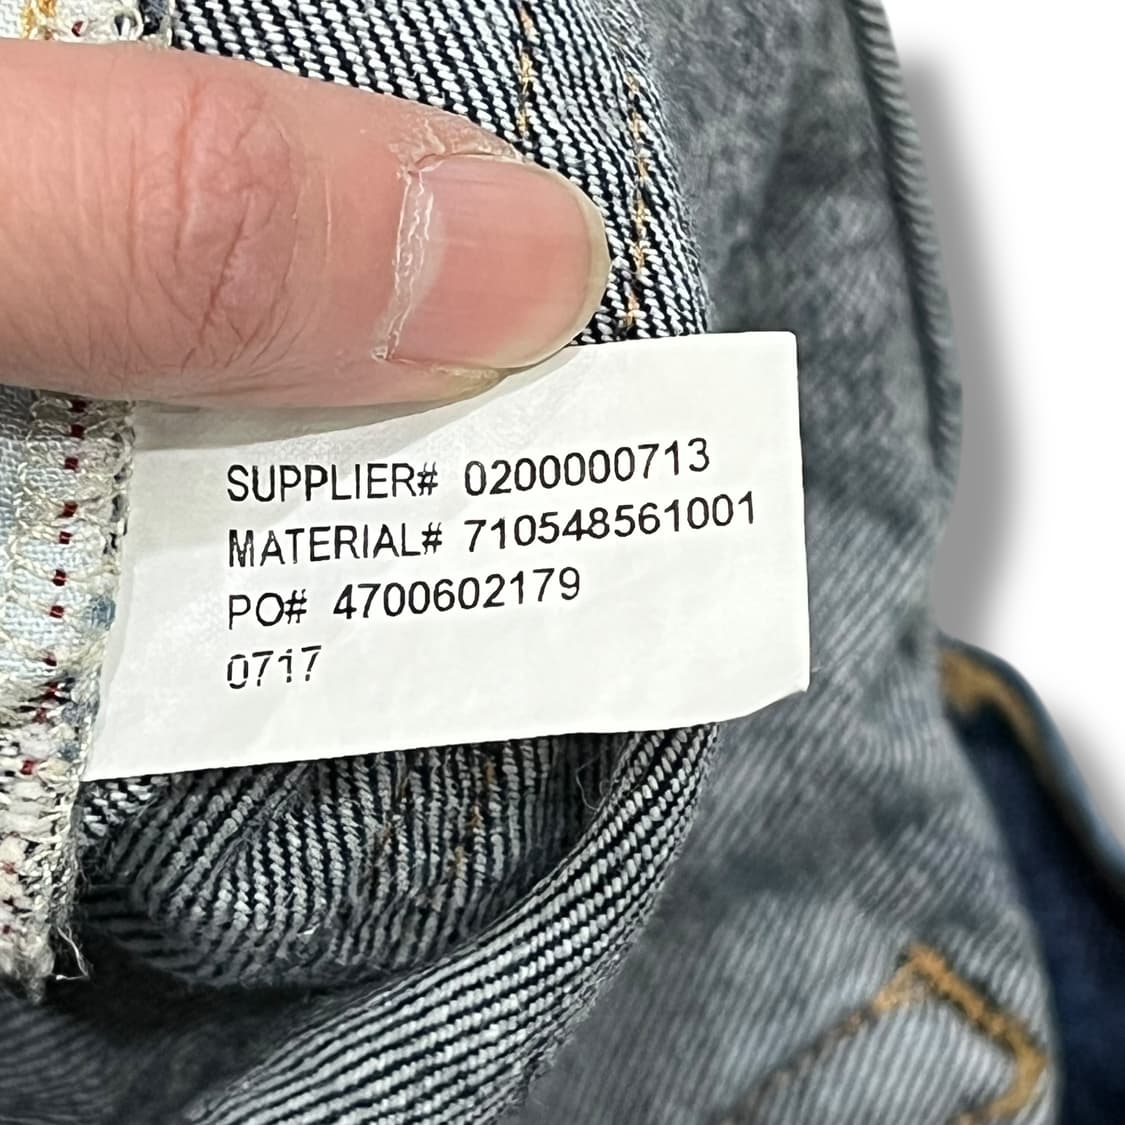 SUPPLIER# 0200000713
MATERIAL# 710548561001
PO# 4700602179
0717